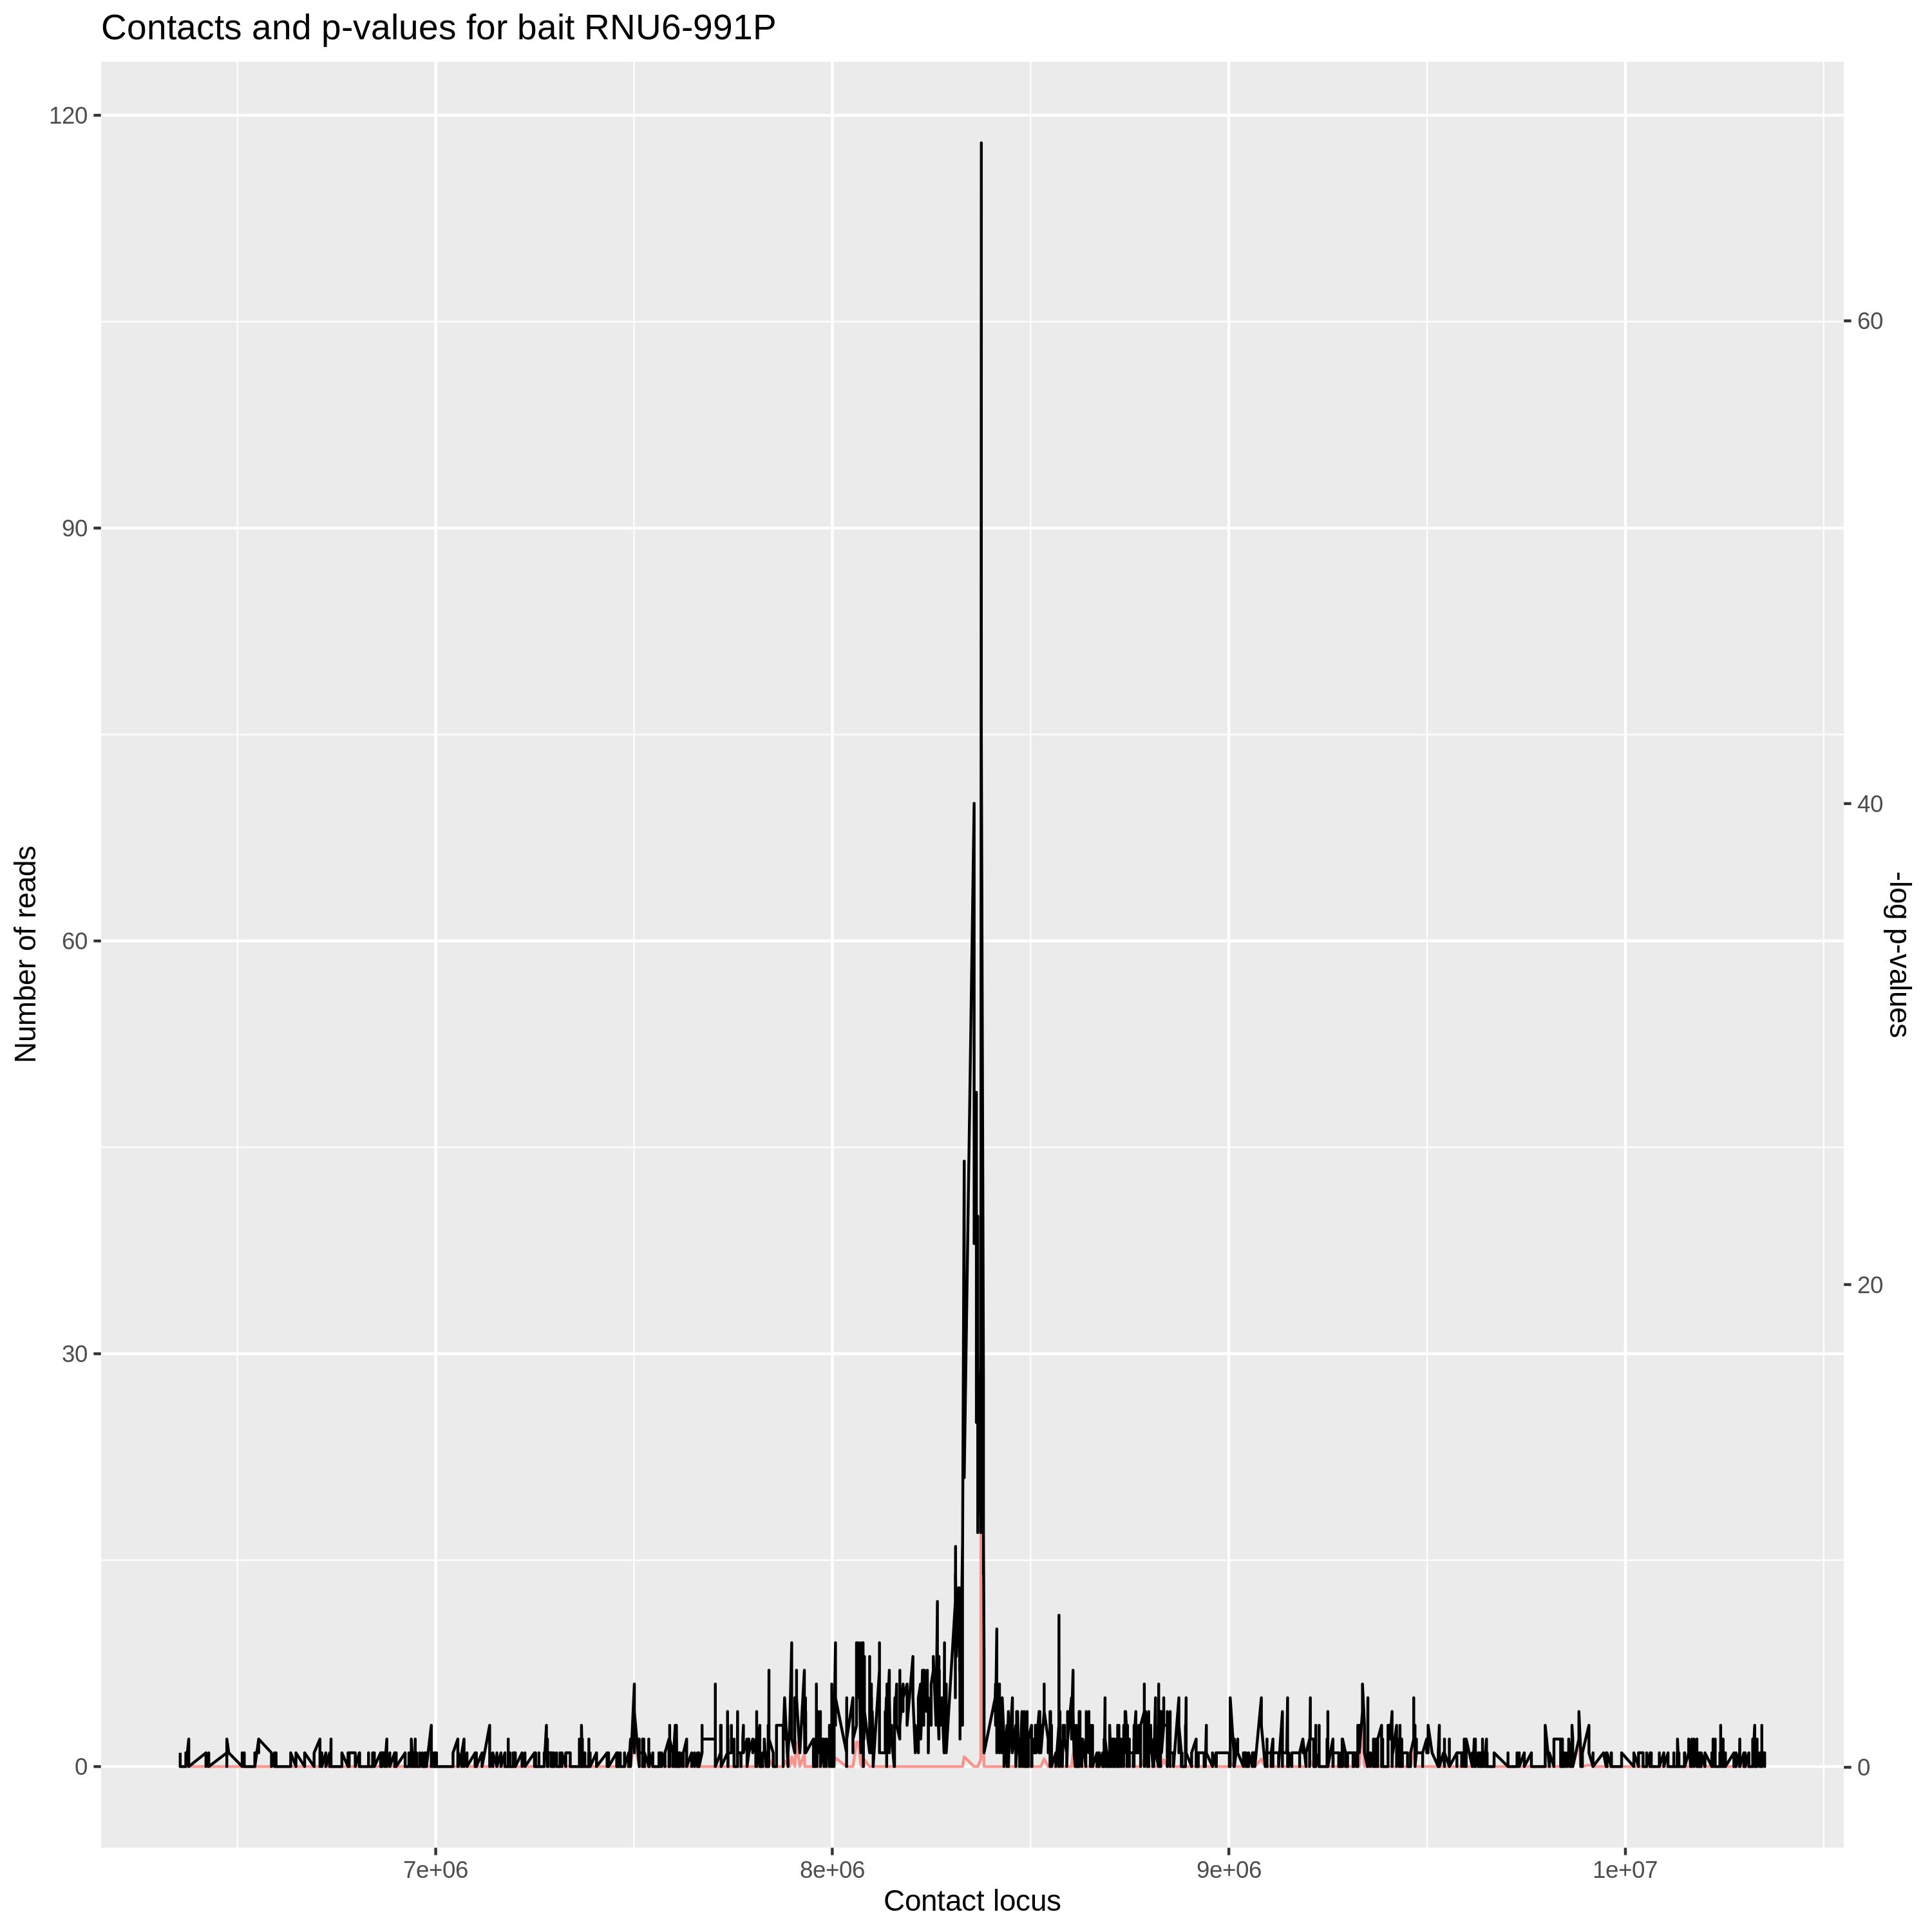 Contacts and p-values for bait RNU6-991P
120
90
60
30
0
Number of reads
60
40
20
0
-log p-values
7e+06
8e+06
9e+06
1e+07
Contact locus